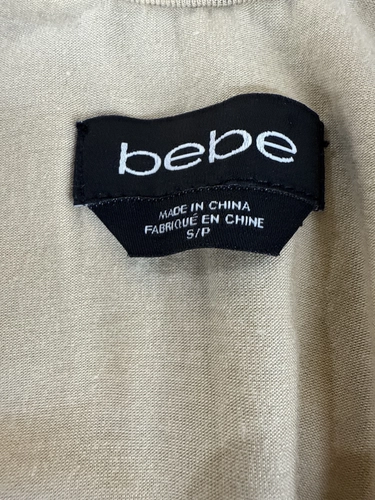 bebe
MADE IN CHINA
FABRIQUÉ EN CHINE
S/P